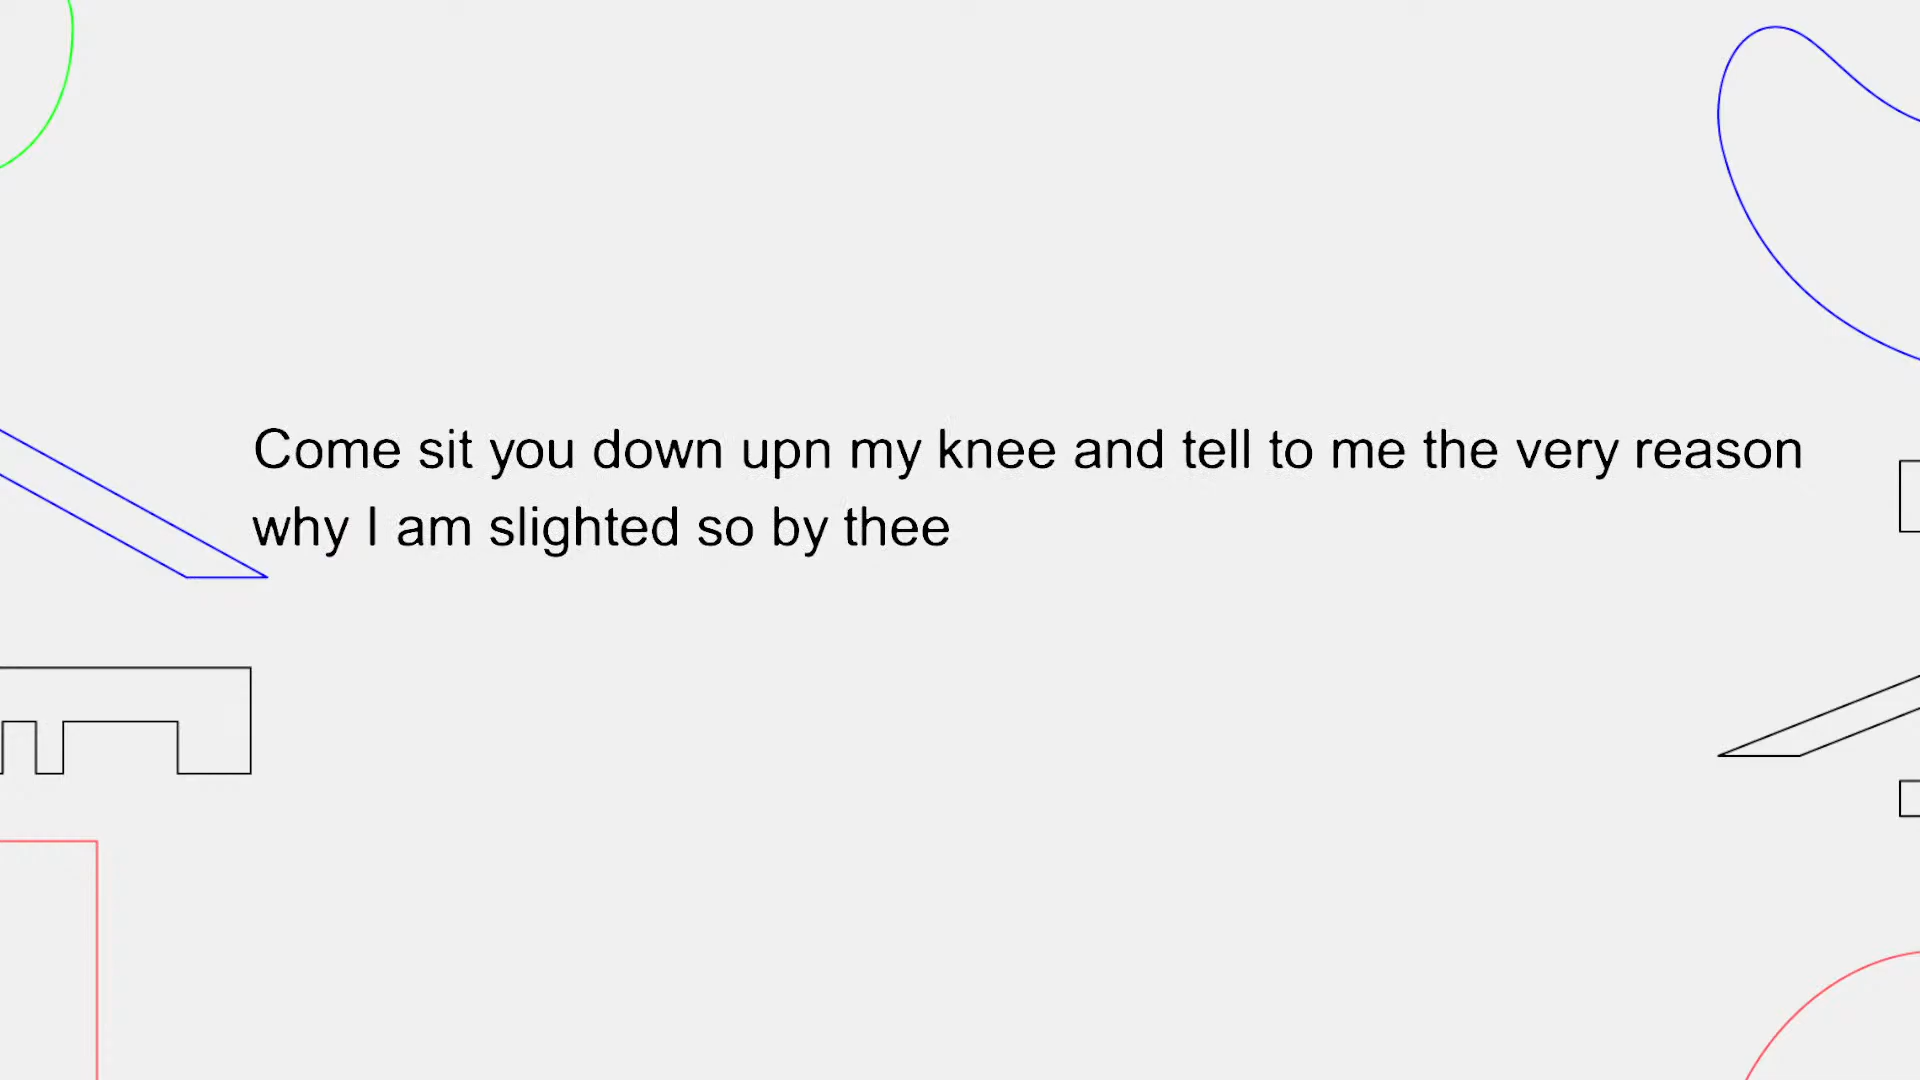 Come sit you down upn my knee and tell to me the very reason
why I am slighted so by thee